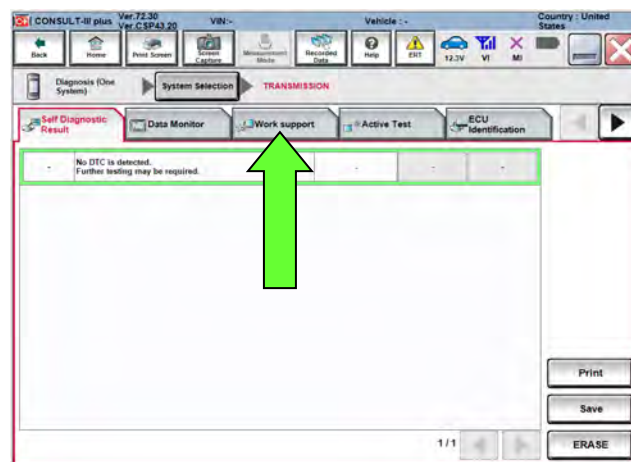 CONSULT-III plus
Ver.72.30
Ver.CSP43.20
VIN:-
Vehicle : -
Country : United
States
Back
Home
Print Screen
Screen
Capture
Measurement
Mode
Recorded
Data
Help
ERT
12.3V
VI
MI
Diagnosis (One
System)
System Selection
TRANSMISSION
Self Diagnostic
Result
Data Monitor
Work support
Active Test
ECU
Identification
-
No DTC is detected.
Further testing may be required.
-
-
-
Print
Save
1/1
ERASE